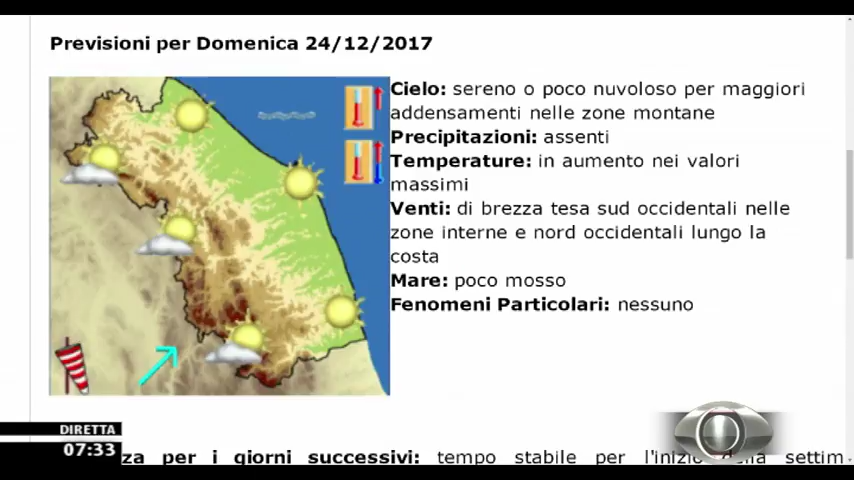 Previsioni per Domenica 24/12/2017
Cielo: sereno o poco nuvoloso per maggiori
addensamenti nelle zone montane
Precipitazioni: assenti
Temperature: in aumento nei valori
massimi
Venti: di brezza tesa sud occidentali nelle
zone interne e nord occidentali lungo la
costa
Mare: poco mosso
Fenomeni Particolari: nessuno
DIRETTA
07:33
za per i giorni successivi: tempo stabile per l'inizio della settim